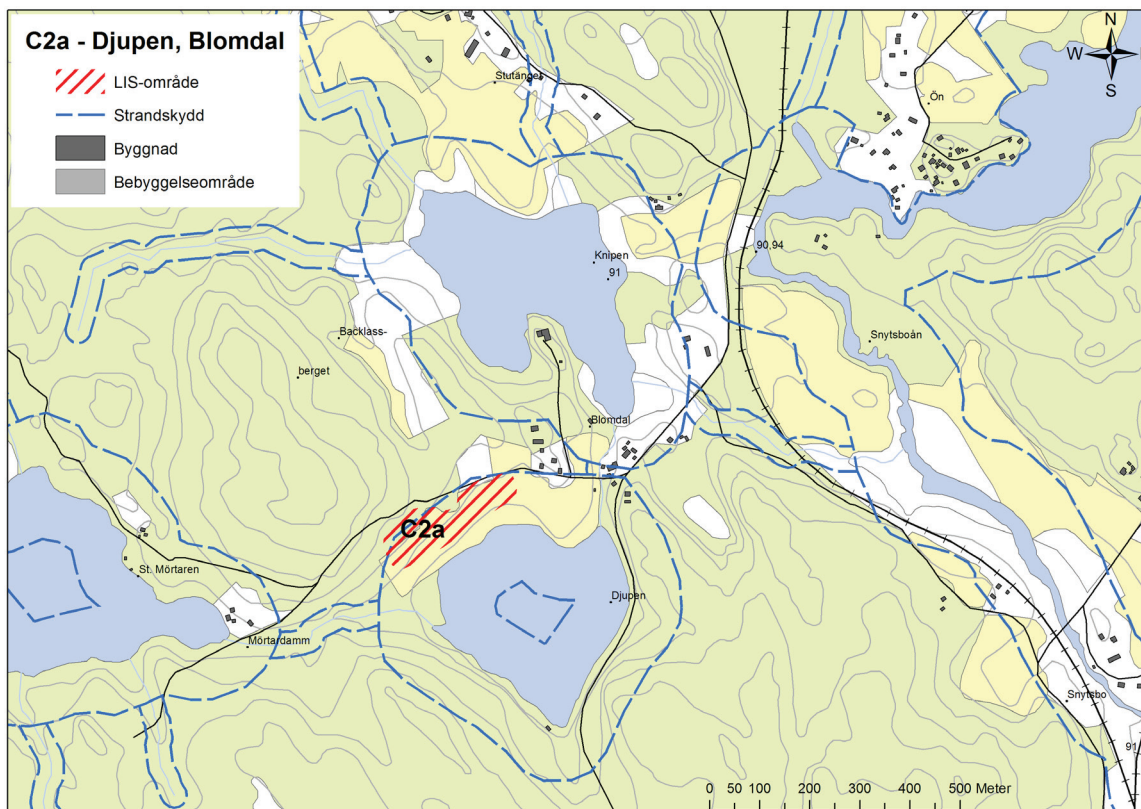 C2a - Djupen, Blomdal
LIS-område
Strandskydd
Byggnad
Bebyggelseområde
N
W E
S
Stutänget
Ön
Knipen
91
90,94
Backlass-
berget
Snytsboån
Blomdal
C2a
St. Mörtaren
Djupen
Mörtardamm
Snytsbo
91
0 50 100 200 300 400 500 Meter